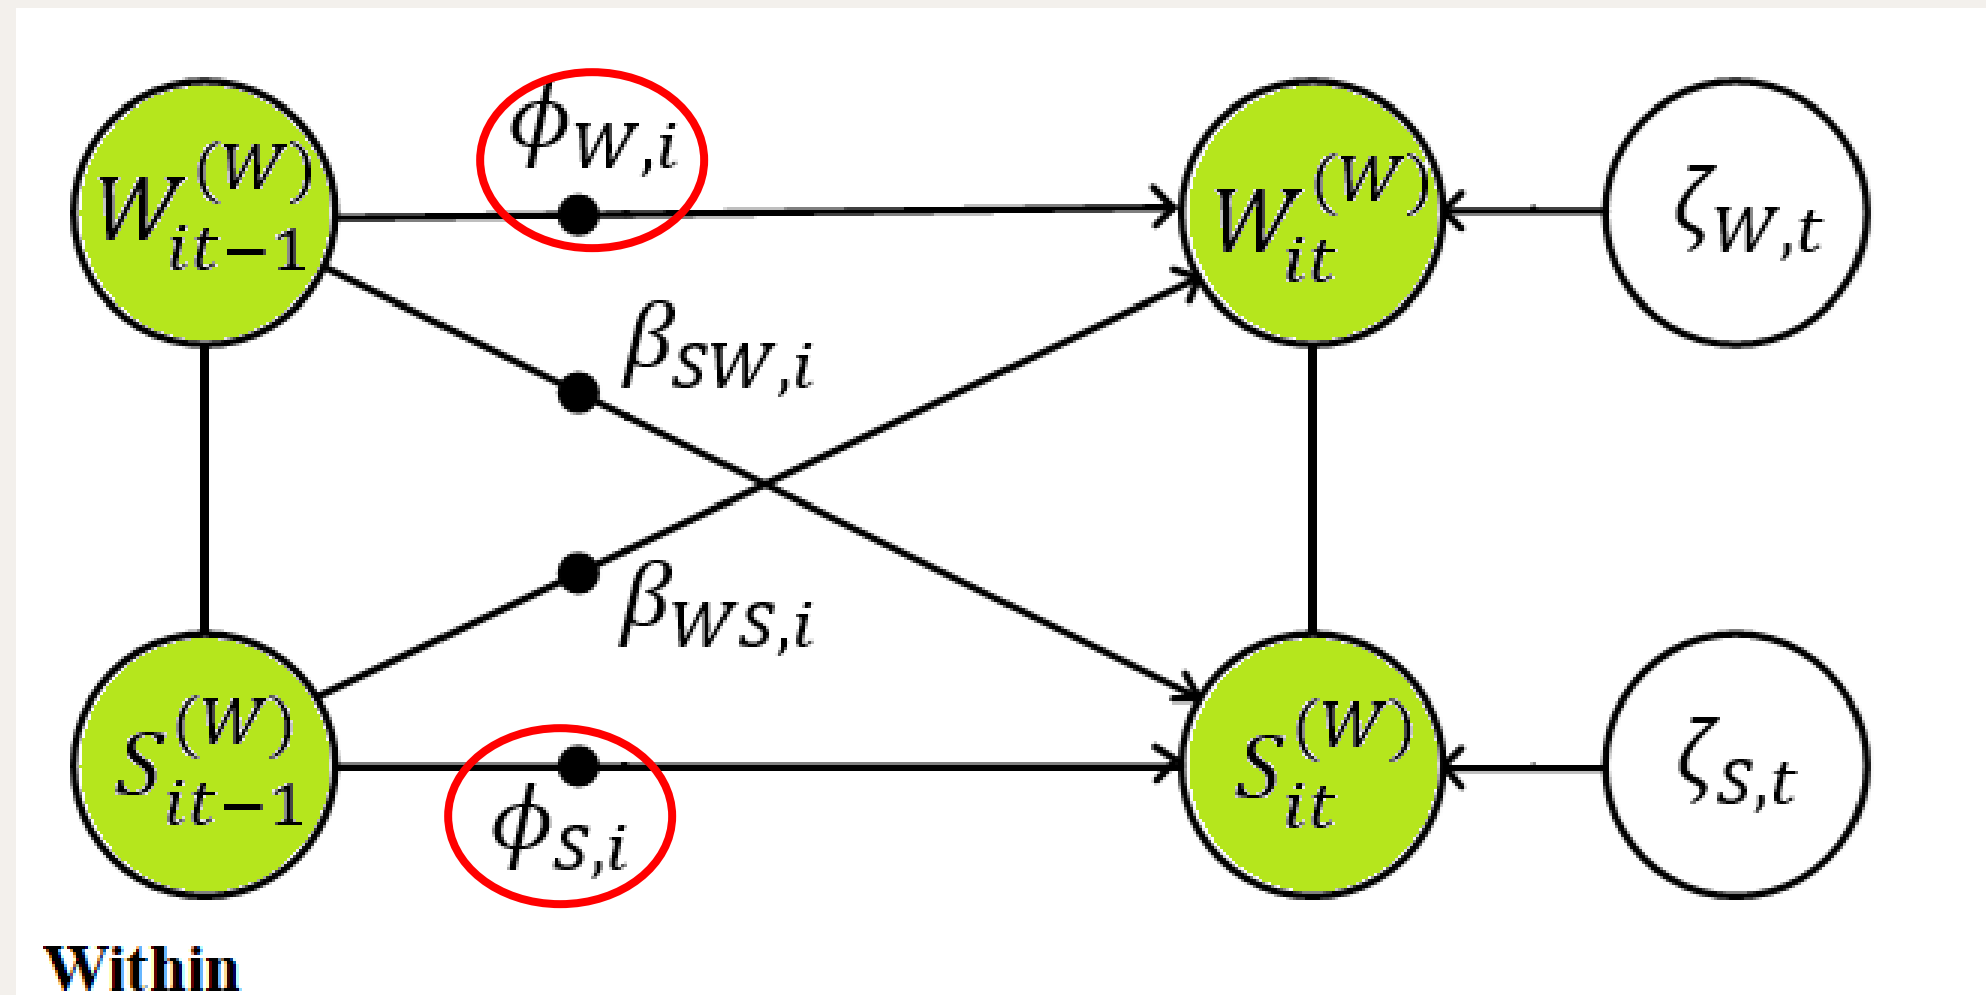 ϕ_{W,i}
W_{it−1}^{(W)}
W_{it}^{(W)}
ζ_{W,t}
β_{SW,i}
β_{WS,i}
S_{it−1}^{(W)}
S_{it}^{(W)}
ζ_{S,t}
ϕ_{S,i}
Within